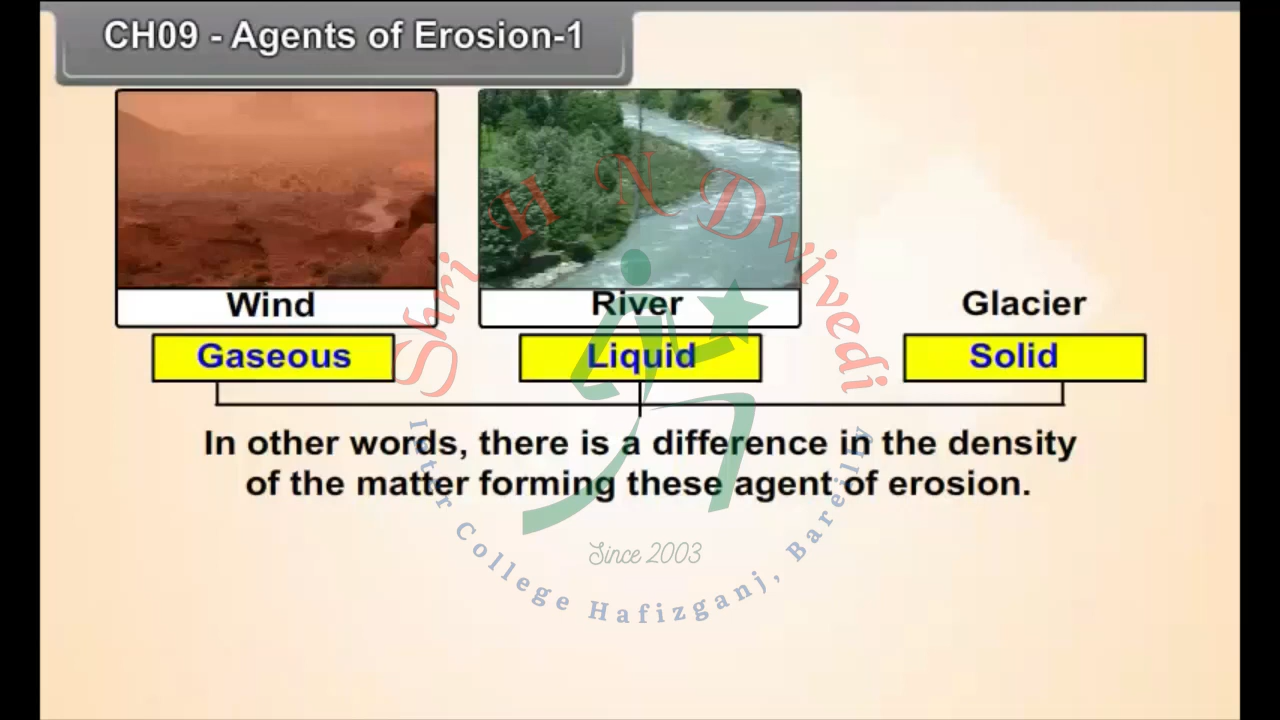 CH09 - Agents of Erosion-1
Wind
River
Glacier
Gaseous
Liquid
Solid
In other words, there is a difference in the density
of the matter forming these agent of erosion.
Shri H N Dwivedi
Inter College Hafizganj, Bareilly
Since 2003